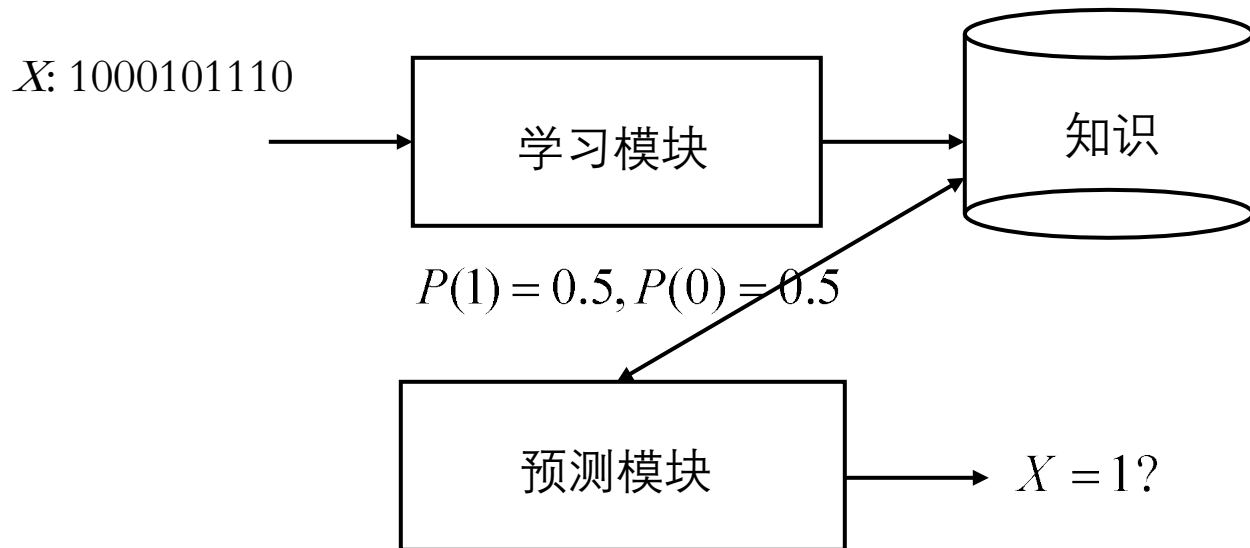 X: 1000101110
学习模块
知识
P(1) = 0.5, P(0) = 0.5
预测模块
X = 1?